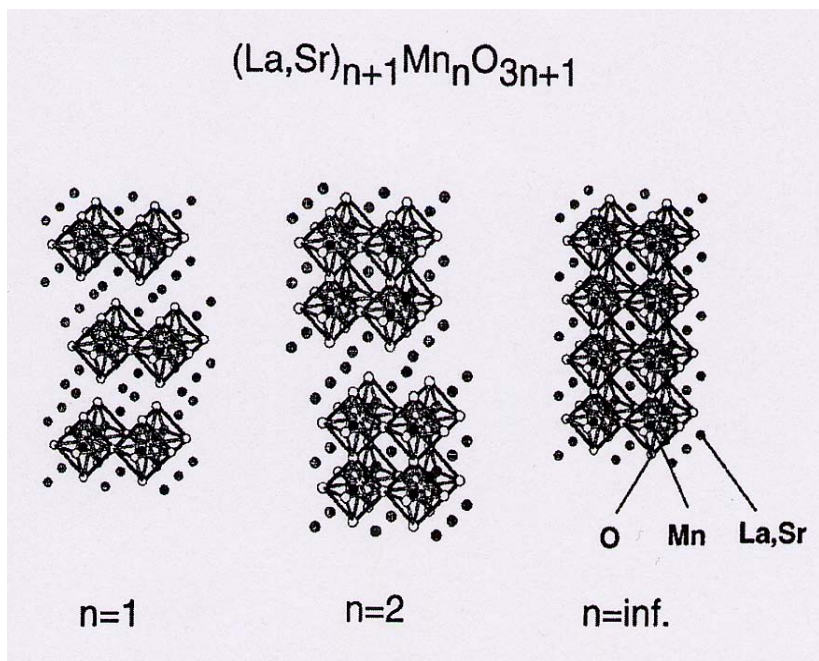 (La,Sr)n+1MnnO3n+1
O Mn La,Sr
n=1 n=2 n=inf.